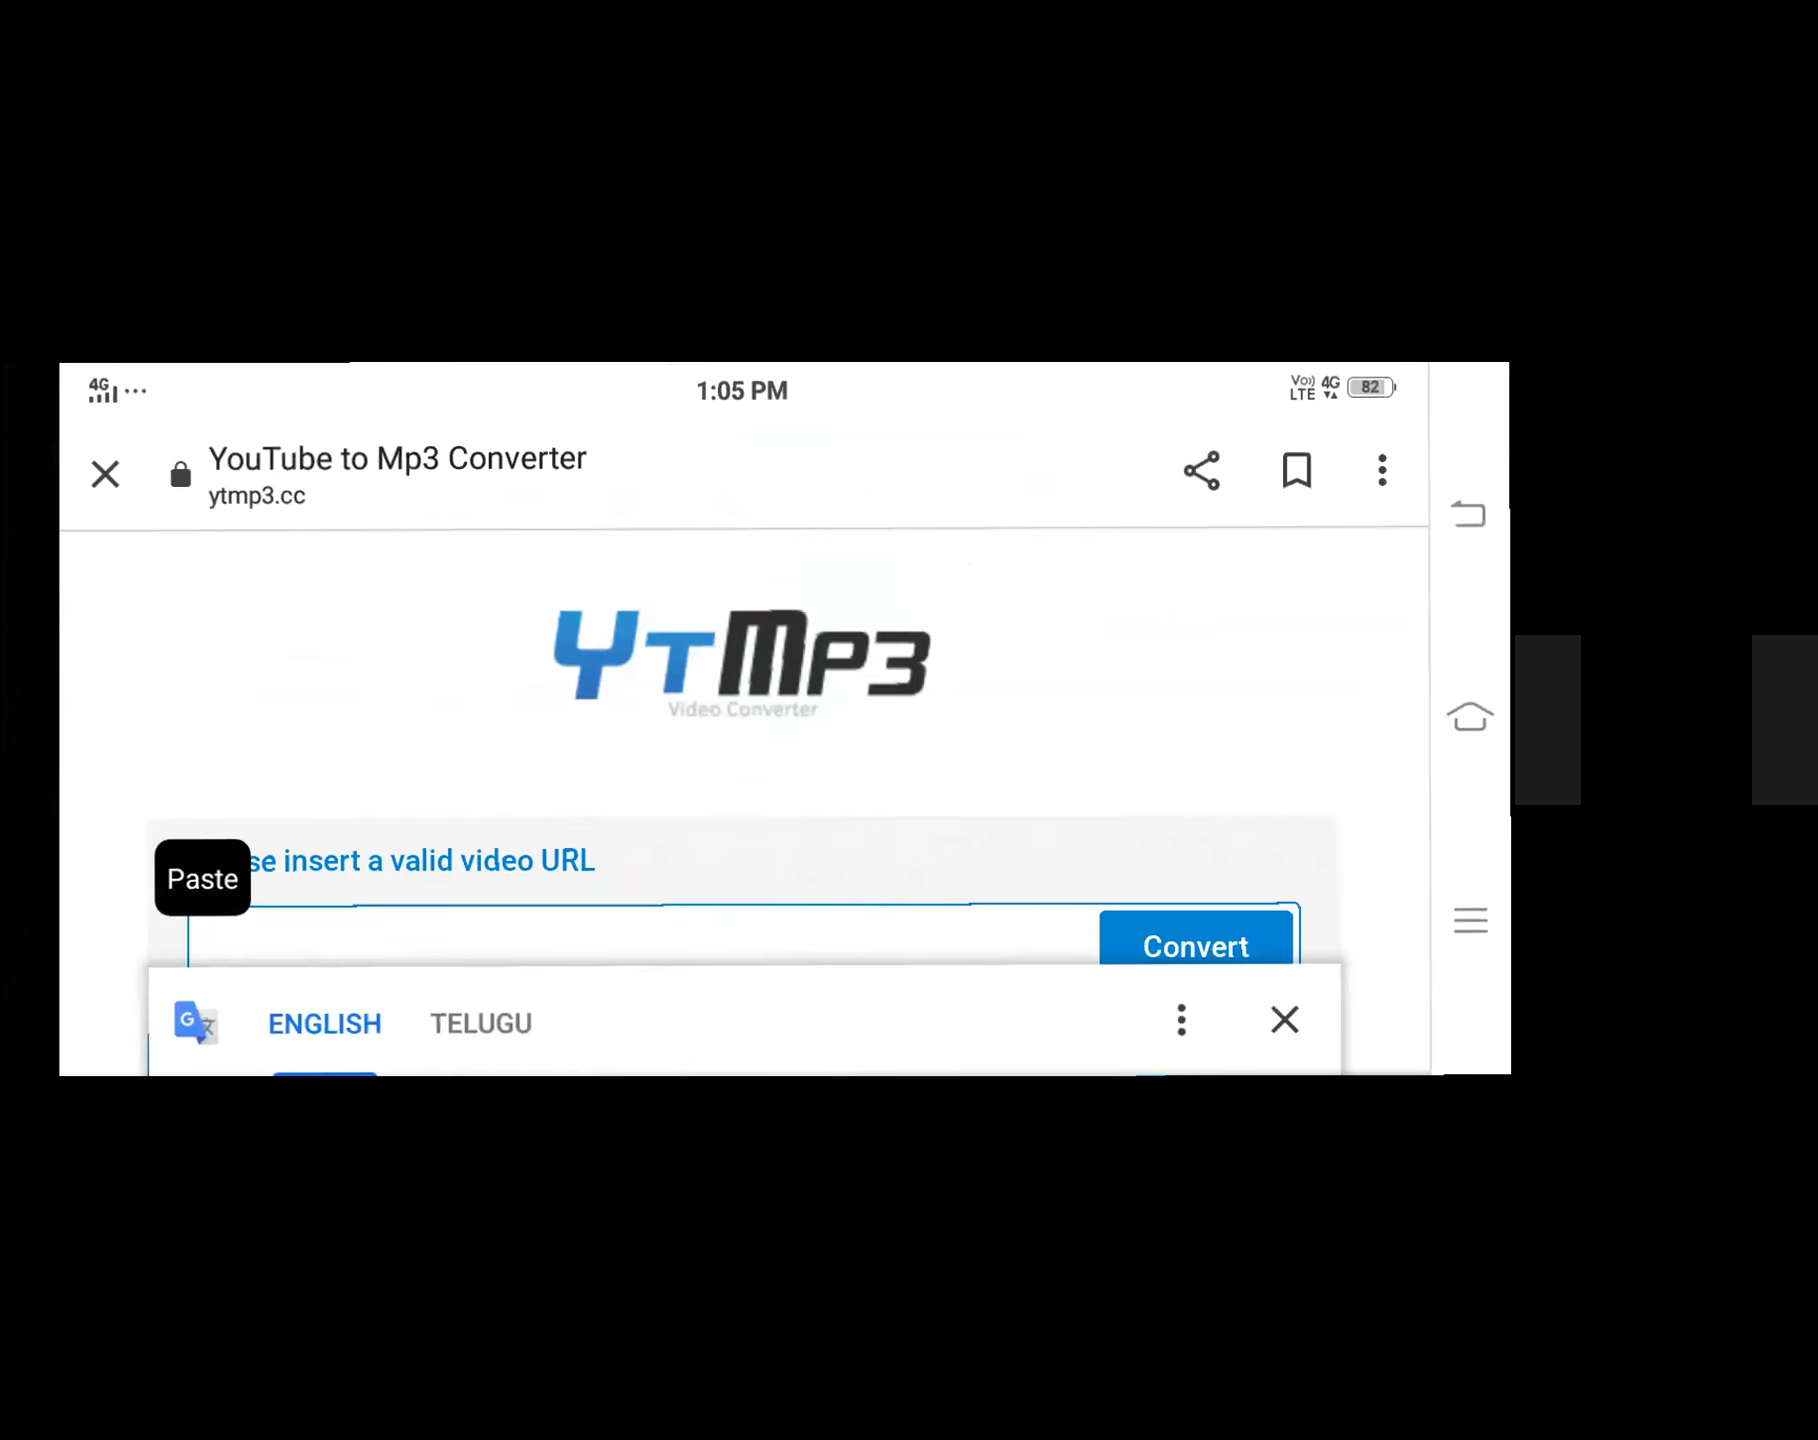 4G
1:05 PM
Vo)) 4G
LTE
82
YouTube to Mp3 Converter
ytmp3.cc
YTMP3
Video Converter
se insert a valid video URL
Paste
Convert
ENGLISH TELUGU